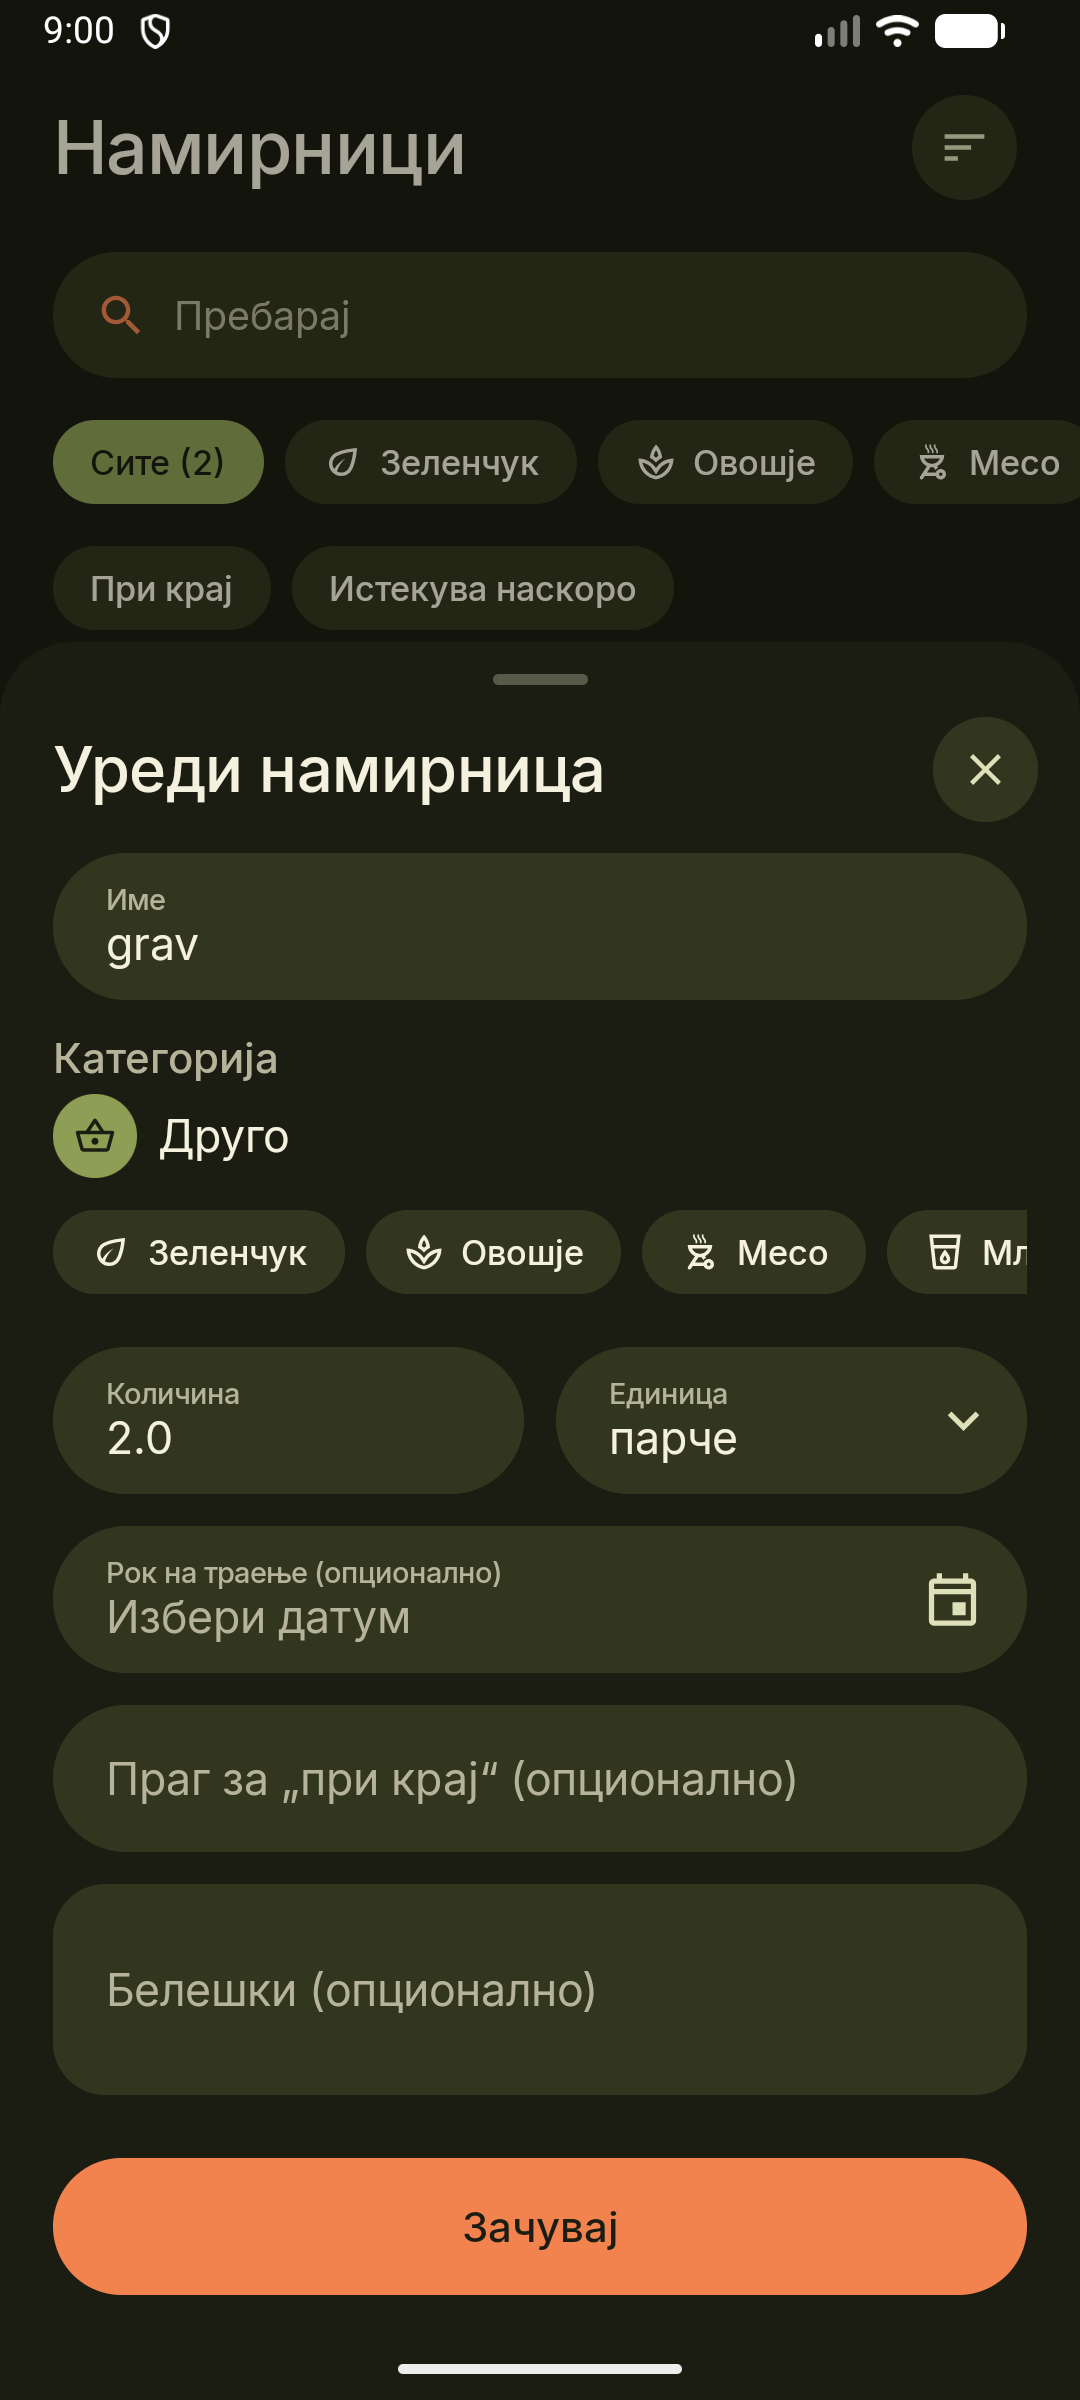 9:00
Намирници
Пребарај
Сите (2) Зеленчук Овошје Месо
При крај Истекува наскоро
Уреди намирница
Име
grav
Категорија
Друго
Зеленчук Овошје Месо Мл
Количина Единица
2.0 парче
Рок на траење (опционално)
Избери датум
Праг за „при крај“ (опционално)
Белешки (опционално)
Зачувај